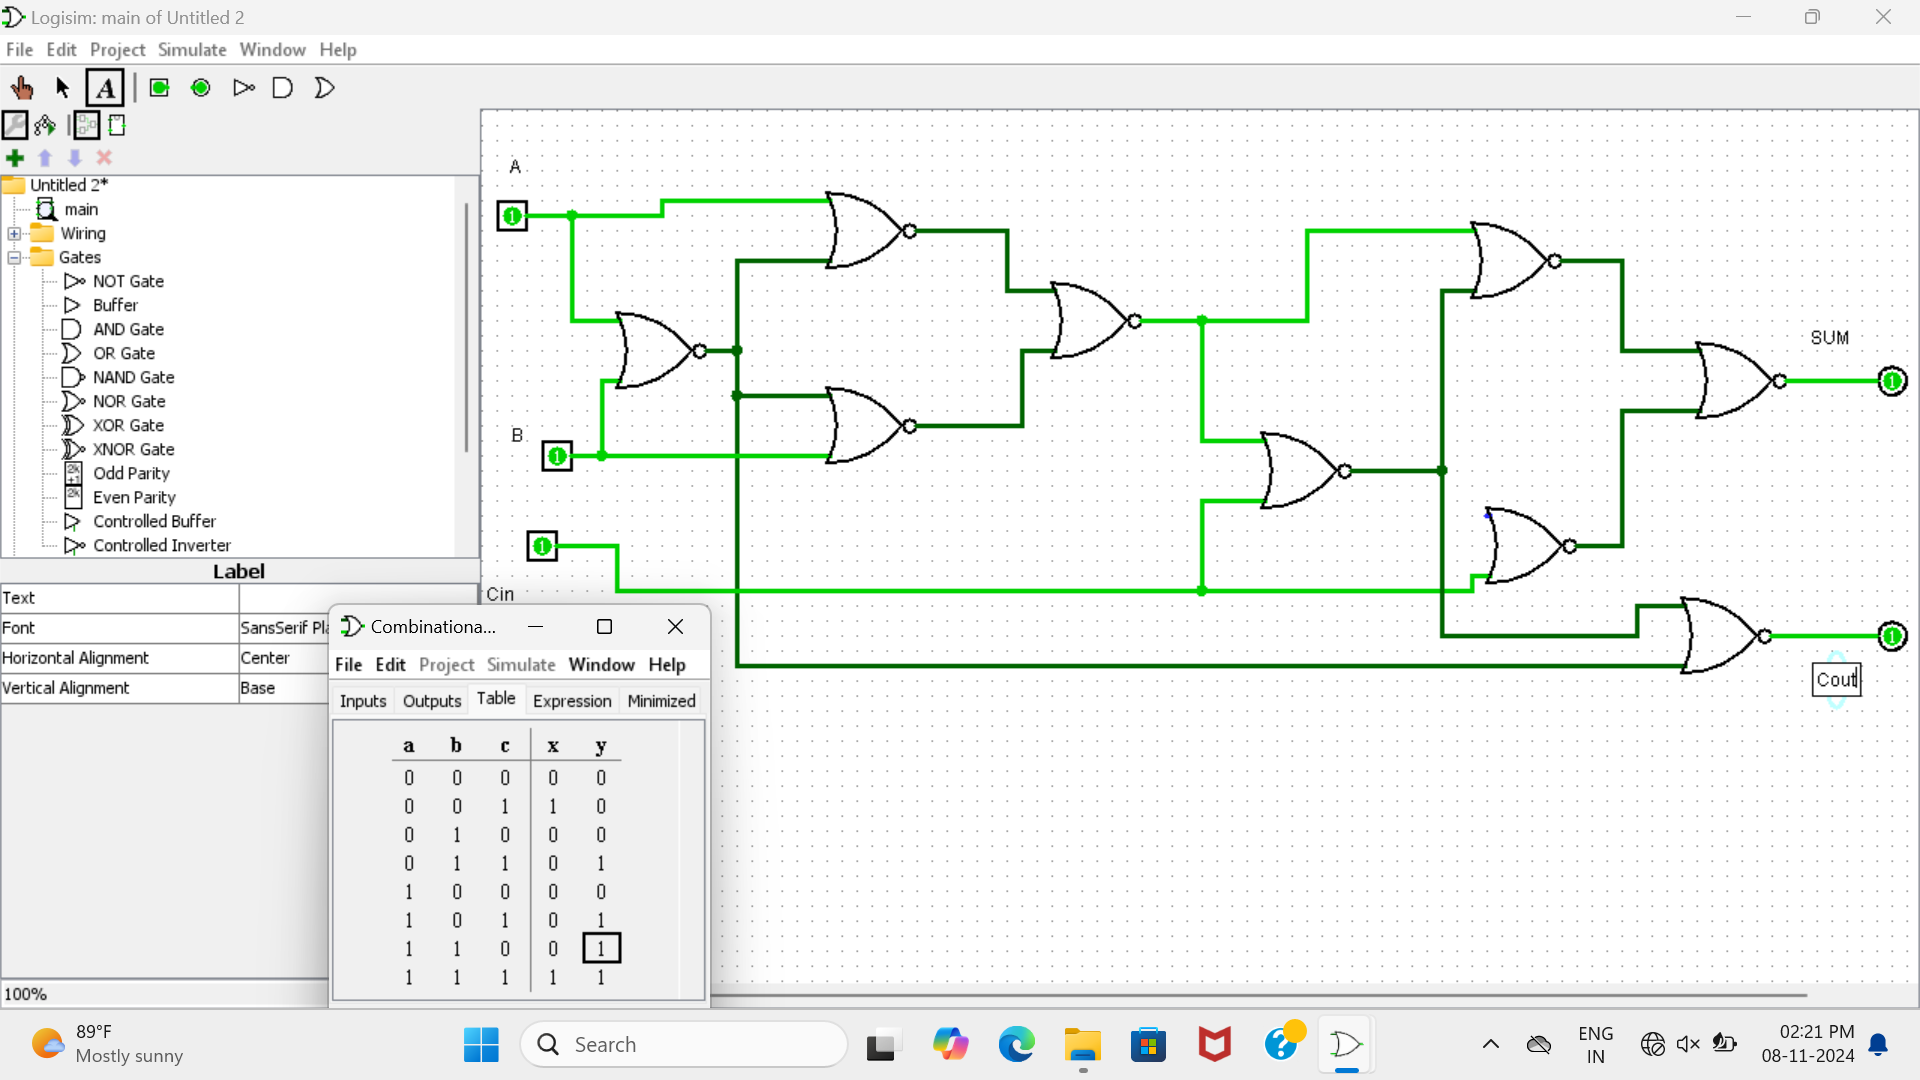 Logisim: main of Untitled 2
File Edit Project Simulate Window Help
A
Untitled 2*
main
Wiring
Gates
NOT Gate
Buffer
AND Gate
OR Gate
NAND Gate
NOR Gate
XOR Gate
XNOR Gate
2k+1 Odd Parity
2k Even Parity
Controlled Buffer
Controlled Inverter
Label
Text
Font SansSerif Pla
Horizontal Alignment Center
Vertical Alignment Base
100%
A
1
B
1
1
Cin
SUM
1
1
Cout
Combinationa...
File Edit Project Simulate Window Help
Inputs Outputs Table Expression Minimized
a b c x y
0 0 0 0 0
0 0 1 1 0
0 1 0 0 0
0 1 1 0 1
1 0 0 0 0
1 0 1 0 1
1 1 0 0 1
1 1 1 1 1
89°F
Mostly sunny
Search
ENG
IN
02:21 PM
08-11-2024